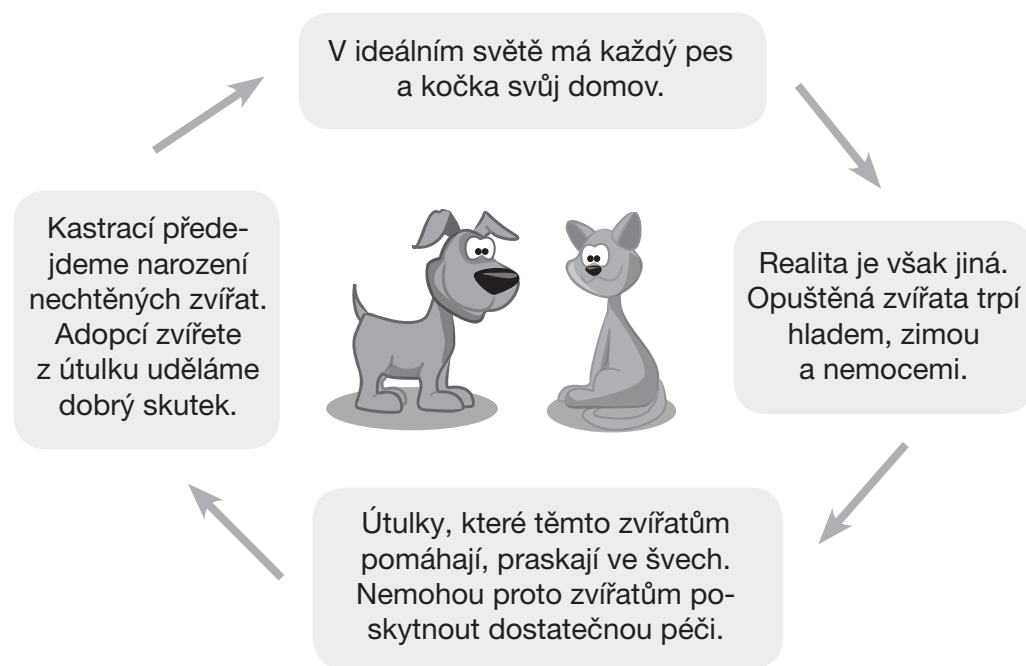 V ideálním světě má každý pes
a kočka svůj domov.
Realita je však jiná.
Opuštěná zvířata trpí
hladem, zimou
a nemocemi.
Útulky, které těmto zvířatům
pomáhají, praskají ve švech.
Nemohou proto zvířatům po-
skytnout dostatečnou péči.
Kastrací přede-
jdeme narození
nechtěných zvířat.
Adopcí zvířete
z útulku uděláme
dobrý skutek.